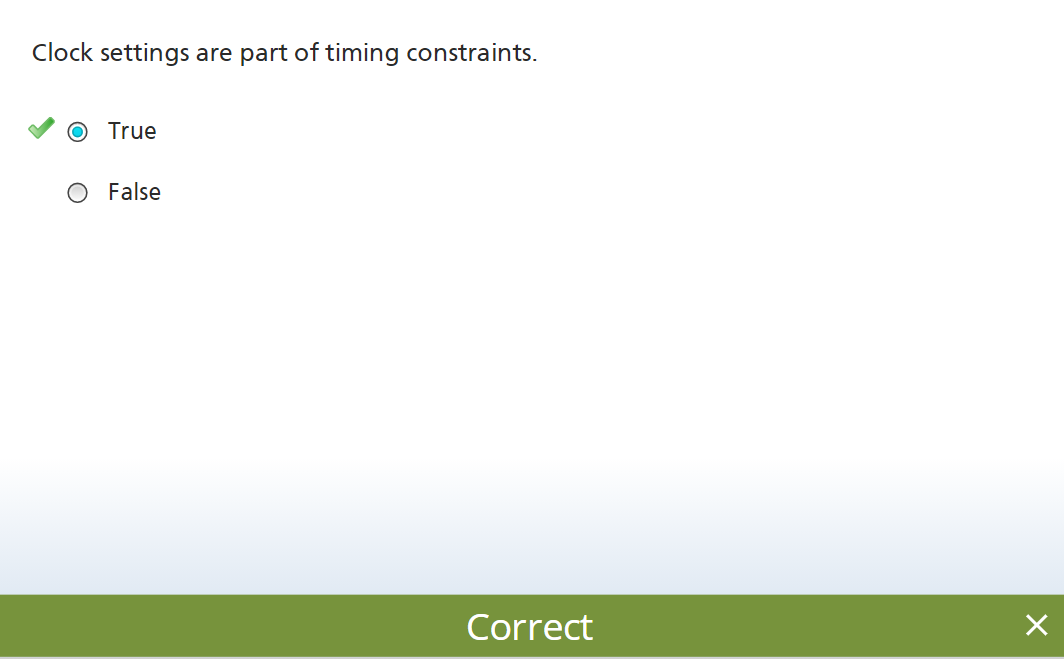 Clock settings are part of timing constraints.
True
False
Correct